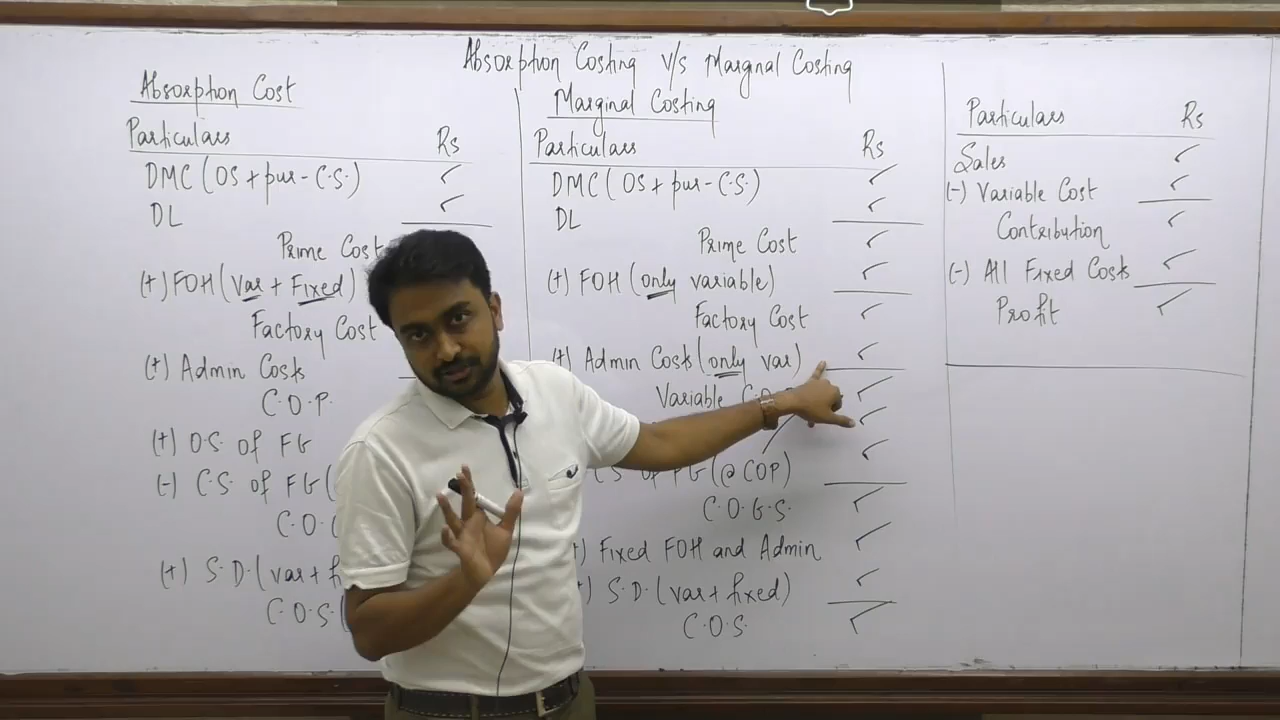 Absorption Costing v/s Marginal Costing
Absorption Cost
Particulars Rs
DMC (OS + pur - C.S.) ✓
DL ✓
Prime Cost
(+) FOH (Var + Fixed)
Factory Cost
(+) Admin Costs
C.O.P.
(+) O.S. of FG
(-) C.S. of FG (
C.O.
(+) S.D. (var +
C.O.S. (
Marginal Costing
Particulars Rs
DMC (OS + pur - C.S.) ✓
DL ✓
Prime Cost ✓
(+) FOH (only variable) ✓
Factory Cost ✓
(+) Admin Costs (only var) ✓
Variable C.O. ✓
✓
C.S. of FG (@ COP) ✓
C.O.G.S. ✓
) Fixed FOH and Admin ✓
) S.D. (var + fixed) ✓
C.O.S. ✓
Particulars Rs
Sales ✓
(-) Variable Cost ✓
Contribution ✓
(-) All Fixed Costs ✓
Profit ✓